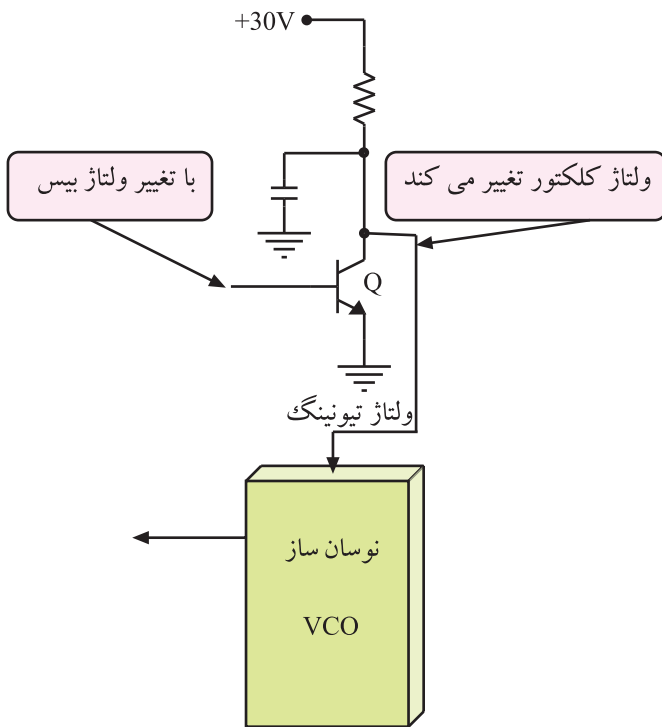 +30V
با تغییر ولتاژ بیس
ولتاژ کلکتور تغییر می کند
Q
ولتاژ تیونینگ
نوسان ساز
VCO